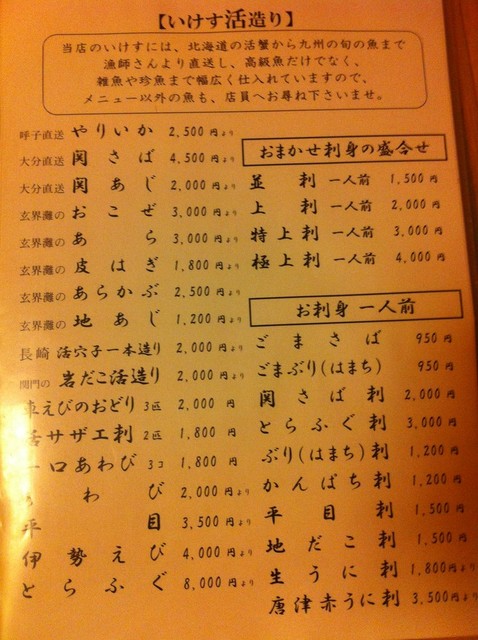 【いけす活造り】
当店のいけすには、北海道の活蟹から九州の旬の魚まで
漁師さんより直送し、高級魚だけでなく、
雑魚や珍魚まで幅広く仕入れていますので、
メニュー以外の魚も、店員へお尋ね下さいませ。
呼子直送 やりいか 2,500円より
大分直送 関さば 4,500円より
大分直送 関あじ 2,000円より
玄界灘の おこぜ 3,000円より
玄界灘の あら 3,000円より
玄界灘の 皮はぎ 1,800円より
玄界灘の あらかぶ 2,500円より
玄界灘の 地あじ 1,200円より
長崎 活穴子一本造り 2,000円より
関門の 岩だこ活造り 2,000円より
車えびのおどり 3匹 2,000円
活サザエ刺 2匹 1,800円
一口あわび 3コ 1,800円
わび 2,000円より
平目 3,500円より
伊勢えび 4,000円より
とらふぐ 8,000円より
おまかせ刺身の盛合せ
並刺 一人前 1,500円
上刺 一人前 2,000円
特上刺 一人前 3,000円
極上刺 一人前 4,000円
お刺身 一人前
ごまさば 950円
ごまぶり(はまち) 950円
関さば刺 2,000円
とらふぐ刺 3,000円
ぶり(はまち)刺 1,200円
かんぱち刺 1,200円
平目刺 1,500円
地だこ刺 1,500円
生うに刺 1,800円より
唐津赤うに刺 3,500円より